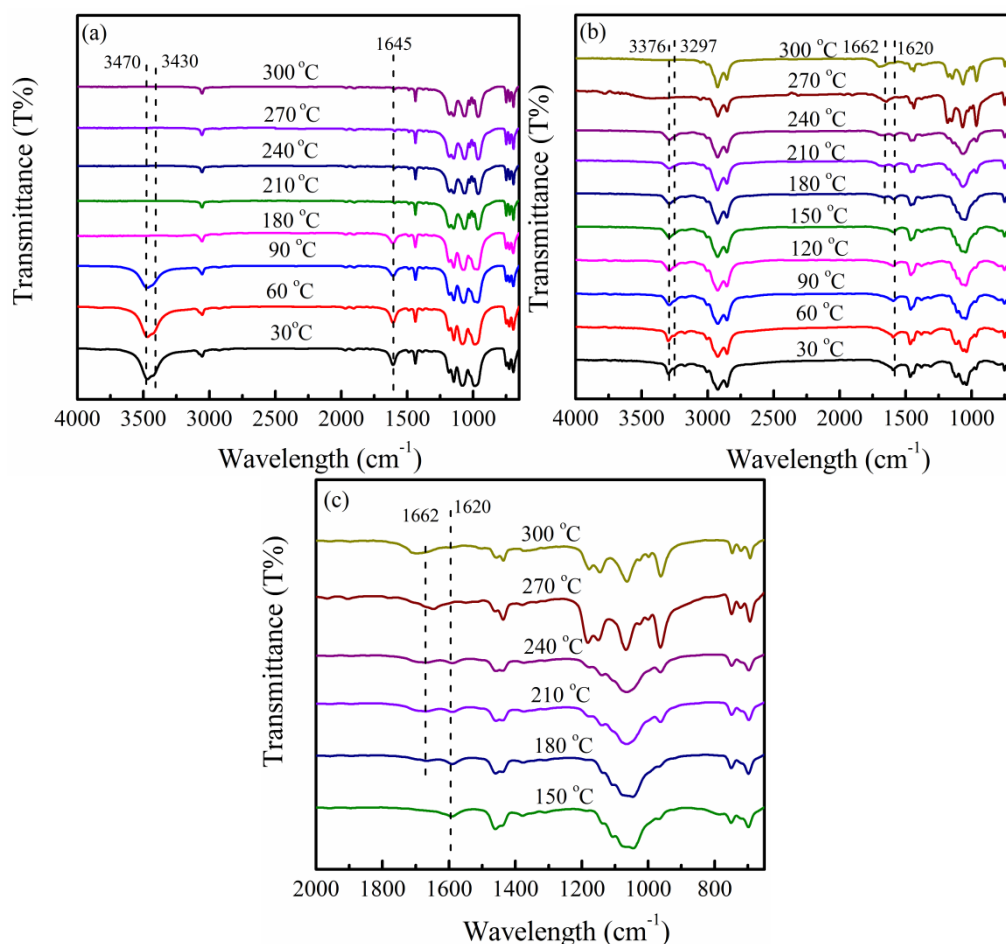 (a)
3470
3430
1645
300 °C
270 °C
240 °C
210 °C
180 °C
90 °C
60 °C
30°C
Transmittance (T%)
4000 3500 3000 2500 2000 1500 1000
Wavelength (cm⁻¹)
(b)
3376 3297
1662 1620
300 °C
270 °C
240 °C
210 °C
180 °C
150 °C
120 °C
90 °C
60 °C
30 °C
Transmittance (T%)
4000 3500 3000 2500 2000 1500 1000
Wavelength (cm⁻¹)
(c)
1662
1620
300 °C
270 °C
240 °C
210 °C
180 °C
150 °C
Transmittance (T%)
2000 1800 1600 1400 1200 1000 800
Wavelength (cm⁻¹)